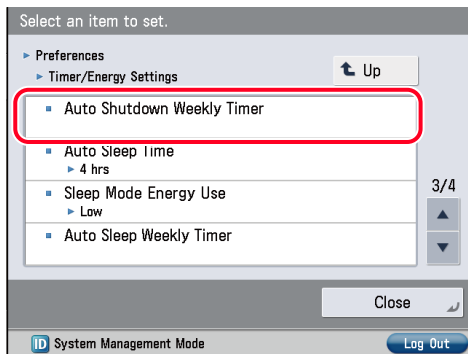 Select an item to set.
Preferences
Timer/Energy Settings
Up
Auto Shutdown Weekly Timer
Auto Sleep Time
4 hrs
Sleep Mode Energy Use
Low
Auto Sleep Weekly Timer
3/4
Close
ID System Management Mode
Log Out